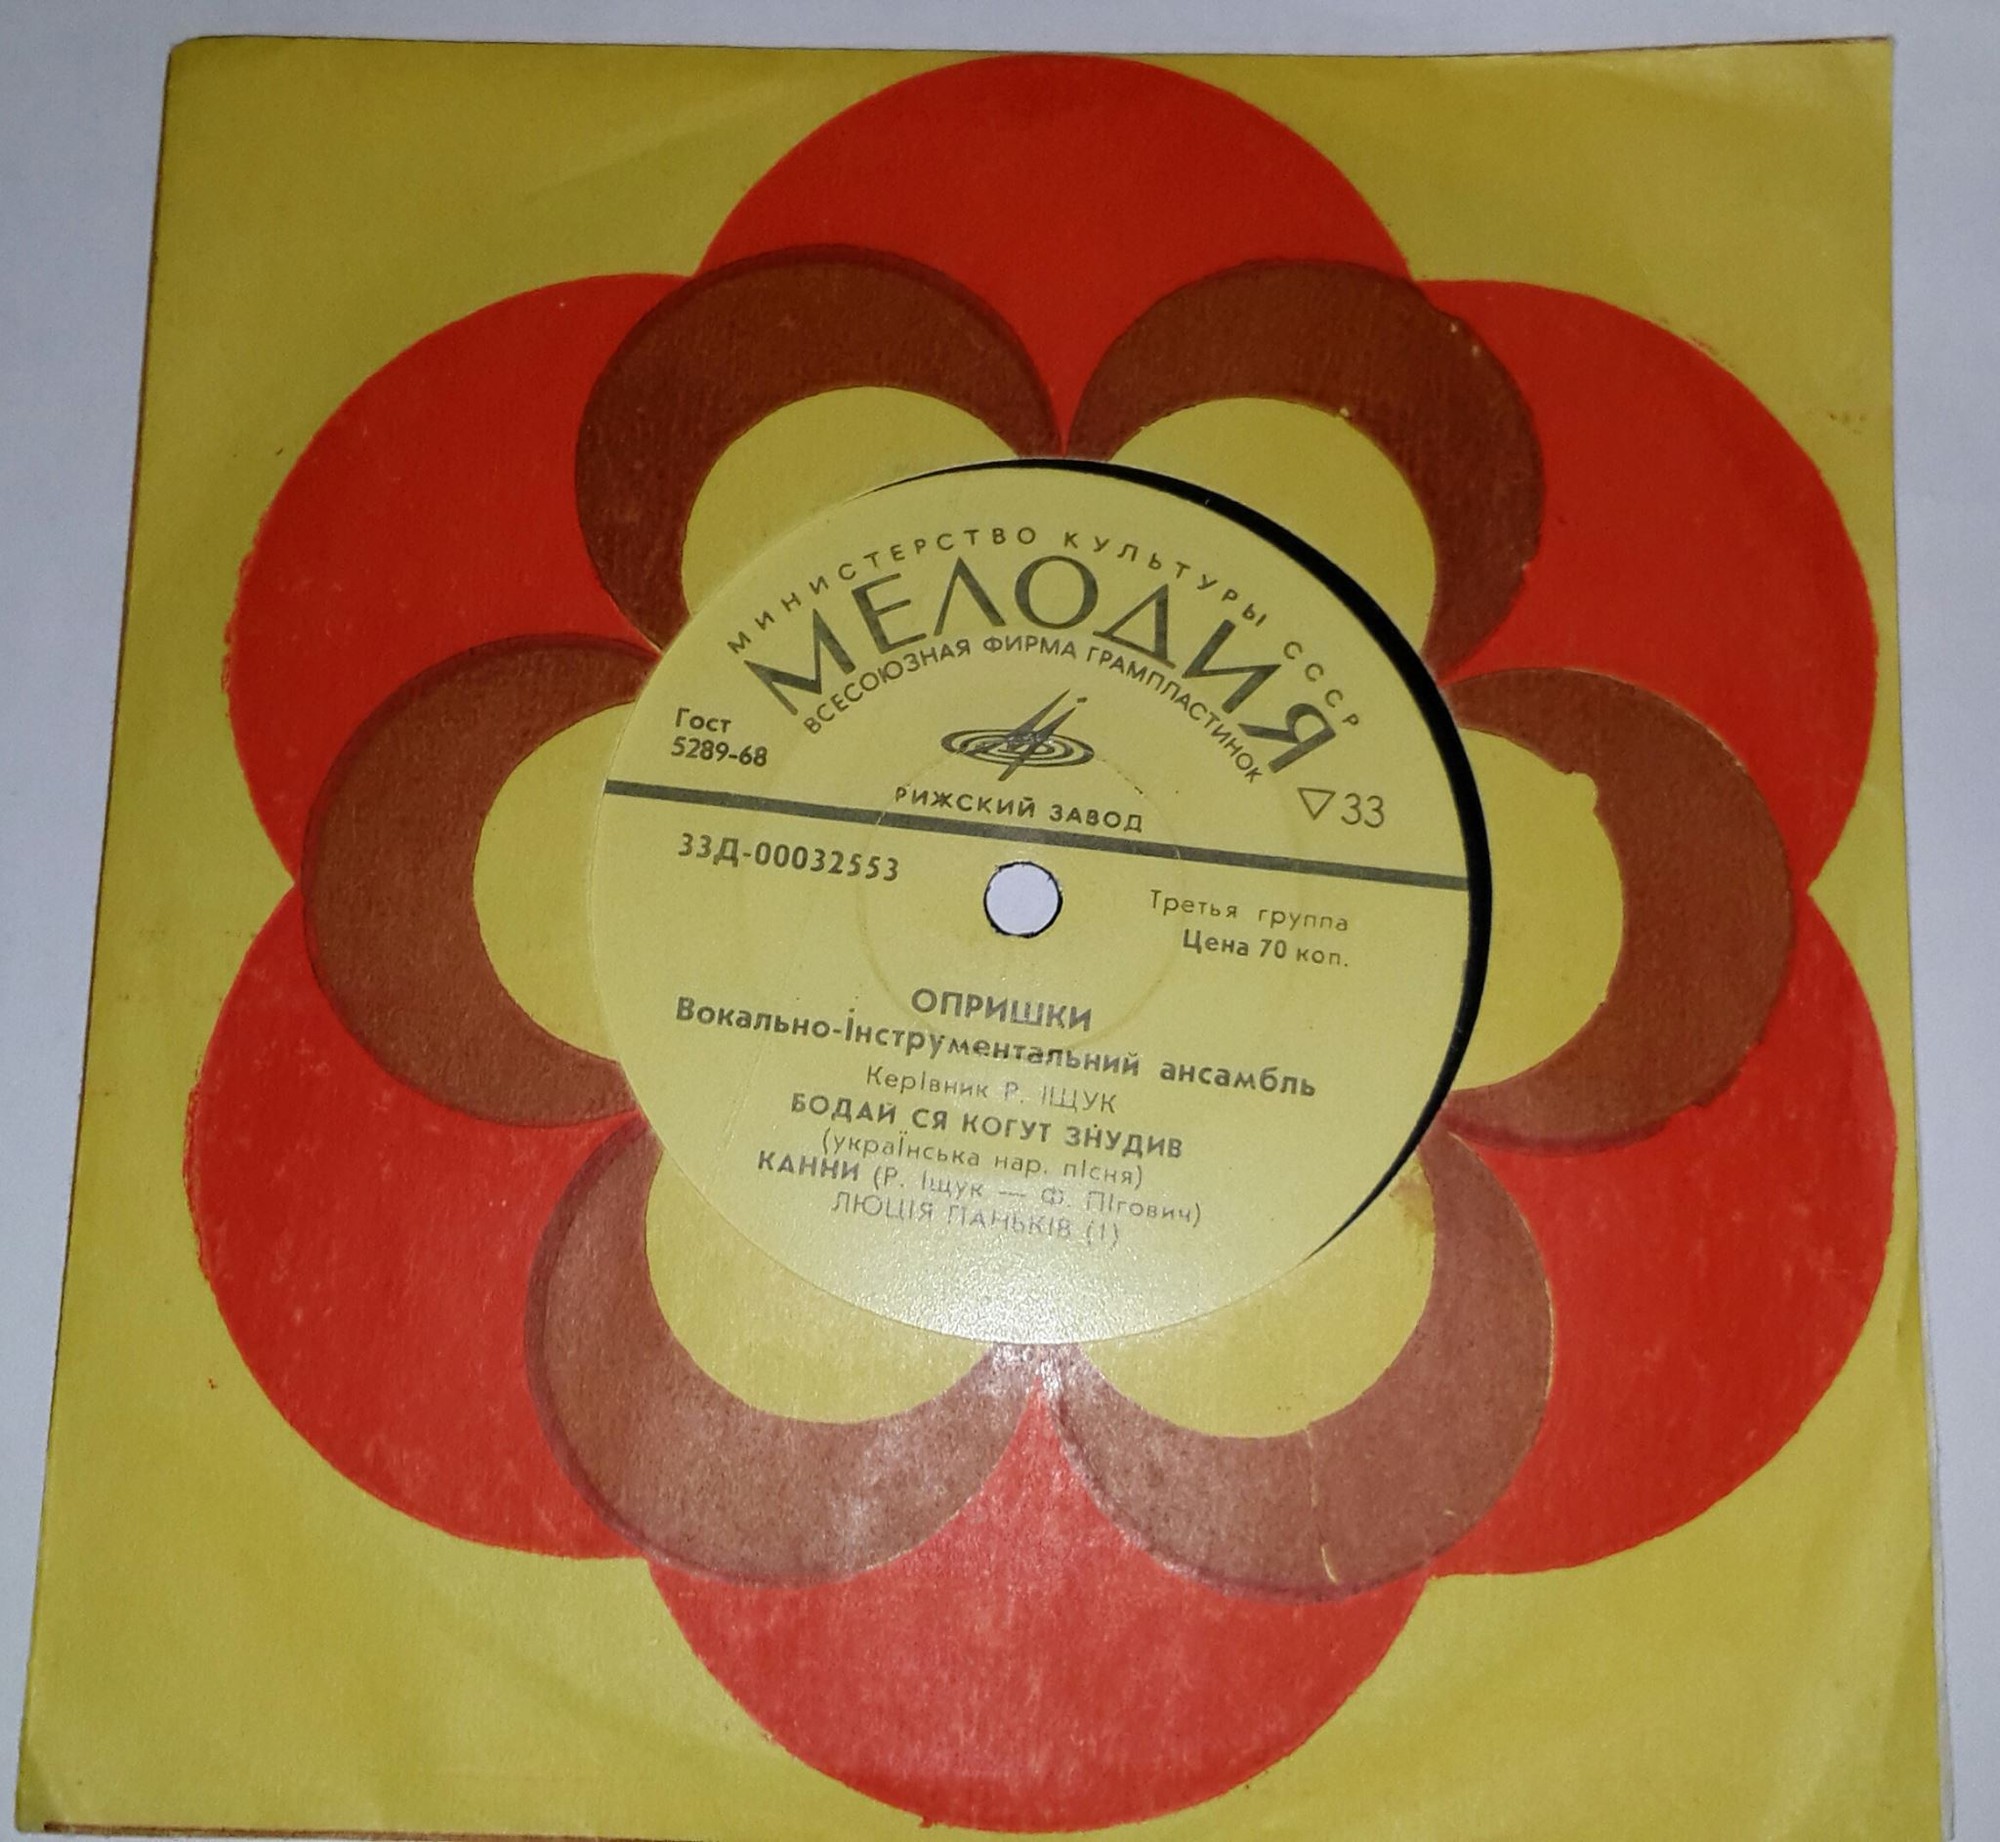 МИНИСТЕРСТВО КУЛЬТУРЫ СССР
МЕЛОДИЯ
ВСЕСОЮЗНАЯ ФИРМА ГРАМПЛАСТИНОК
Гост
5289-68
РИЖСКИЙ ЗАВОД
▽33
33Д-00032553
Третья группа
Цена 70 коп.
ОПРИШКИ
Вокально-інструментальний ансамбль
Керівник Р. ІЩУК
БОДАЙ СЯ КОГУТ ЗНУДИВ
(українська нар. пісня)
КАННИ (Р. Іщук — Ф. Пігович)
ЛЮЦІЯ ПАНЬКІВ (1)